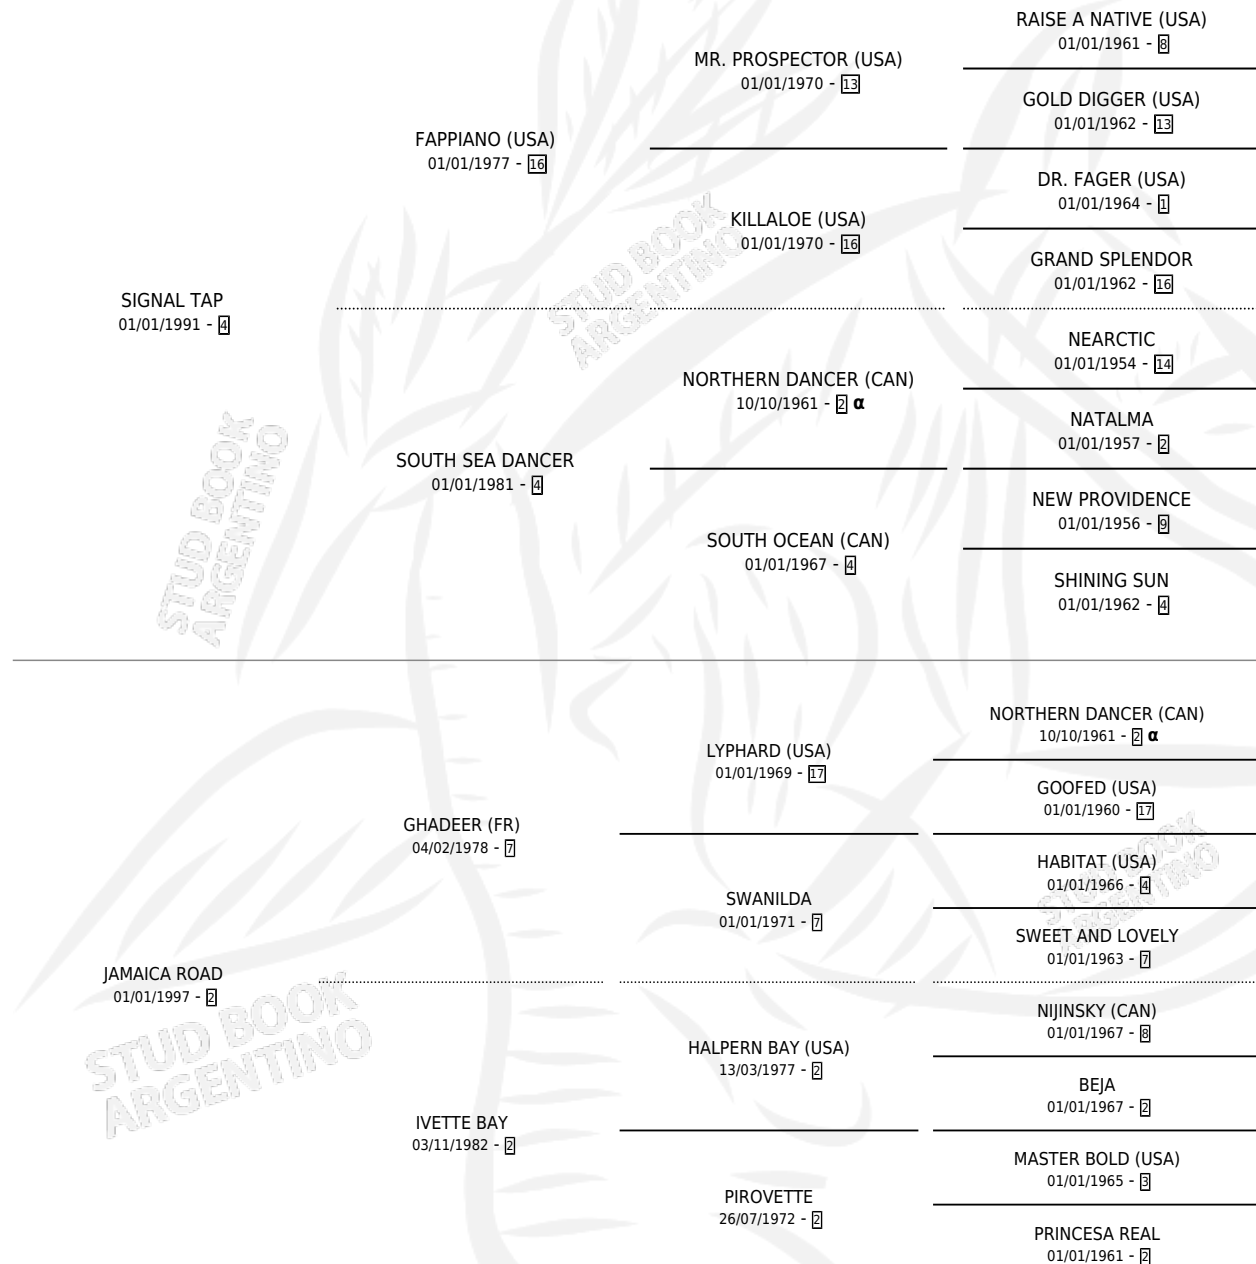 RAISE A NATIVE (USA)
01/01/1961 - 8
MR. PROSPECTOR (USA)
01/01/1970 - 13
GOLD DIGGER (USA)
01/01/1962 - 13
FAPPIANO (USA)
01/01/1977 - 16
DR. FAGER (USA)
01/01/1964 - 1
KILLALOE (USA)
01/01/1970 - 16
GRAND SPLENDOR
01/01/1962 - 16
SIGNAL TAP
01/01/1991 - 4
NEARCTIC
01/01/1954 - 14
NORTHERN DANCER (CAN)
10/10/1961 - 2 α
NATALMA
01/01/1957 - 2
SOUTH SEA DANCER
01/01/1981 - 4
NEW PROVIDENCE
01/01/1956 - 9
SOUTH OCEAN (CAN)
01/01/1967 - 4
SHINING SUN
01/01/1962 - 4
NORTHERN DANCER (CAN)
10/10/1961 - 2 α
LYPHARD (USA)
01/01/1969 - 17
GOOFED (USA)
01/01/1960 - 17
GHADEER (FR)
04/02/1978 - 7
HABITAT (USA)
01/01/1966 - 4
SWANILDA
01/01/1971 - 7
SWEET AND LOVELY
01/01/1963 - 7
JAMAICA ROAD
01/01/1997 - 2
NIJINSKY (CAN)
01/01/1967 - 8
HALPERN BAY (USA)
13/03/1977 - 2
BEJA
01/01/1967 - 2
IVETTE BAY
03/11/1982 - 2
MASTER BOLD (USA)
01/01/1965 - 3
PIROVETTE
26/07/1972 - 2
PRINCESA REAL
01/01/1961 - 2
STUD BOOK
ARGENTINO
STUD BOOK
ARGENTINO
STUD BOOK
ARGENTINO
STUD BOOK
ARGENTINO